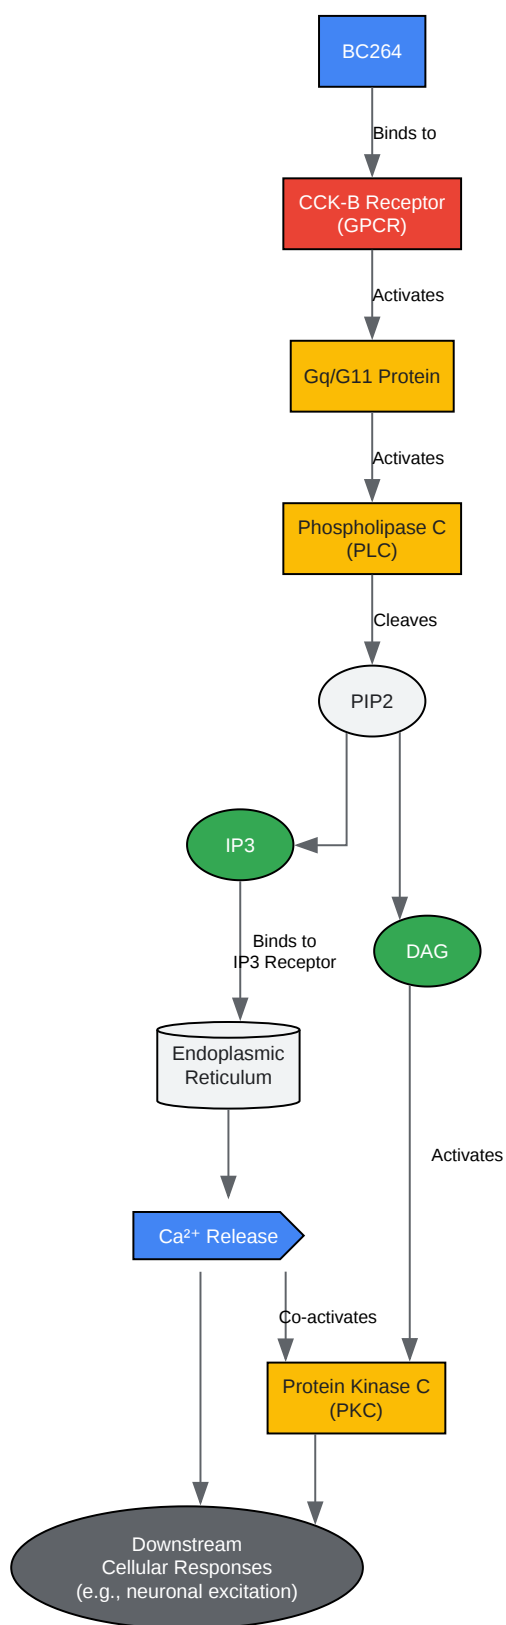 BC264
Binds to
CCK-B Receptor
(GPCR)
Activates
Gq/G11 Protein
Activates
Phospholipase C
(PLC)
Cleaves
PIP2
IP3
Binds to
IP3 Receptor
DAG
Endoplasmic
Reticulum
Activates
Ca²⁺ Release
Co-activates
Protein Kinase C
(PKC)
Downstream
Cellular Responses
(e.g., neuronal excitation)